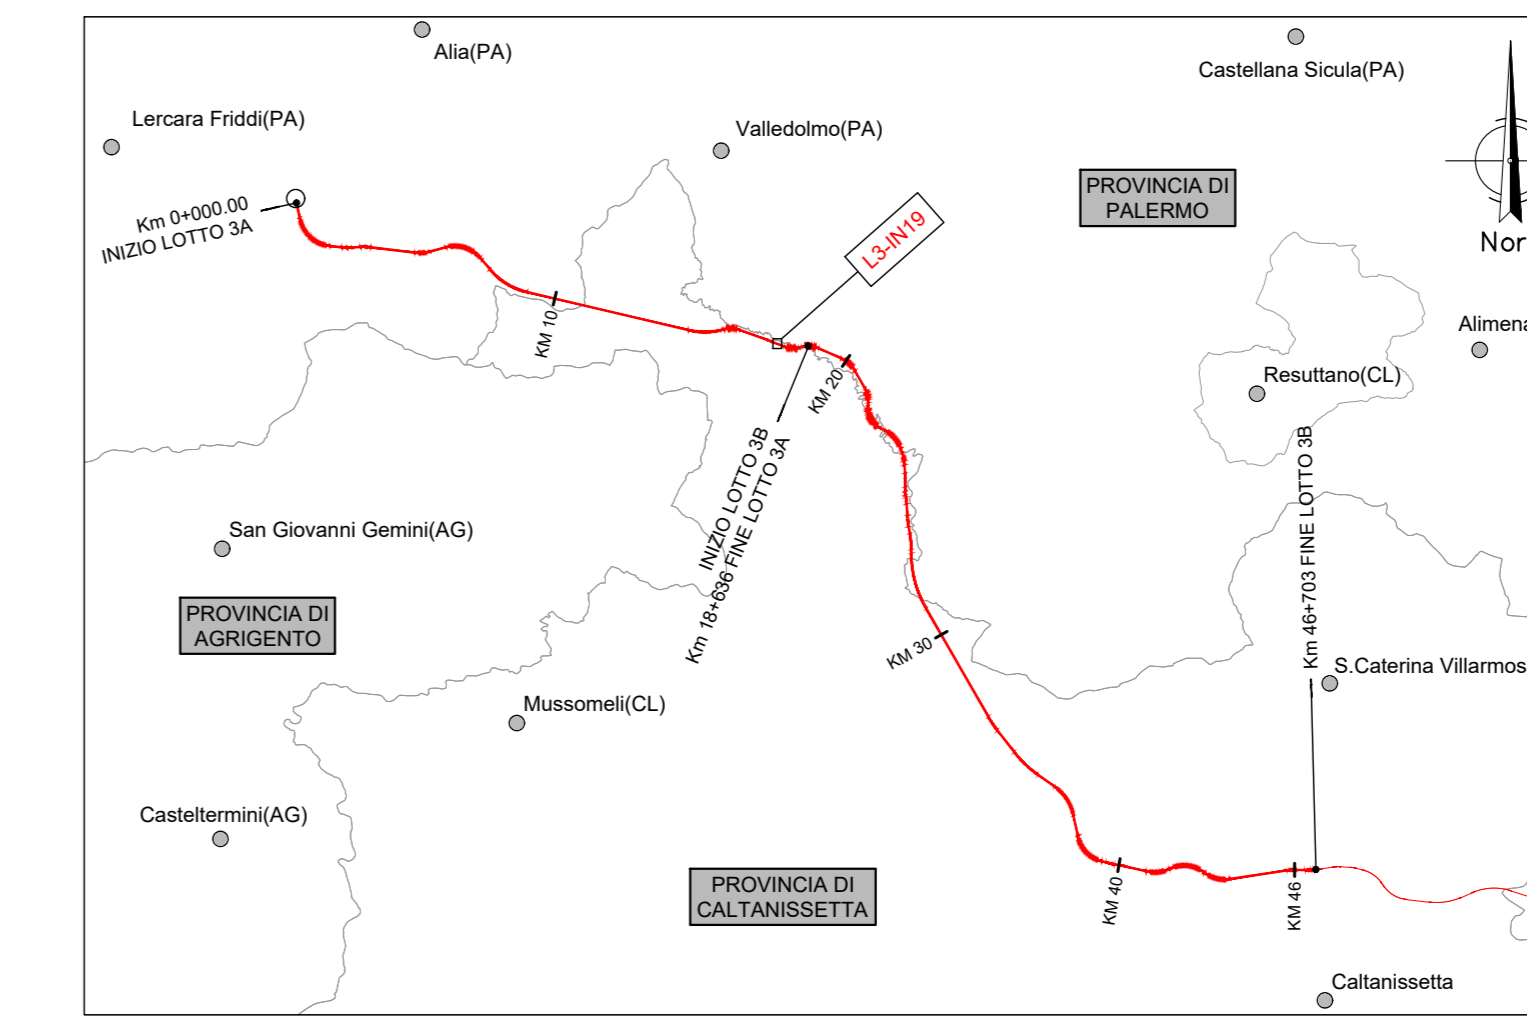 Alia(PA)
Castellana Sicula(PA)
Lercara Friddi(PA)
Valledolmo(PA)
PROVINCIA DI
PALERMO
Km 0+000.00
INIZIO LOTTO 3A
L3-IN19
Nor
KM 10
Alimena
KM 20
Resuttano(CL)
INIZIO LOTTO 3B
Km 18+636 FINE LOTTO 3A
Km 46+703 FINE LOTTO 3B
San Giovanni Gemini(AG)
PROVINCIA DI
AGRIGENTO
KM 30
S.Caterina Villarmos
Mussomeli(CL)
Casteltermini(AG)
PROVINCIA DI
CALTANISSETTA
KM 40
KM 46
Caltanissetta